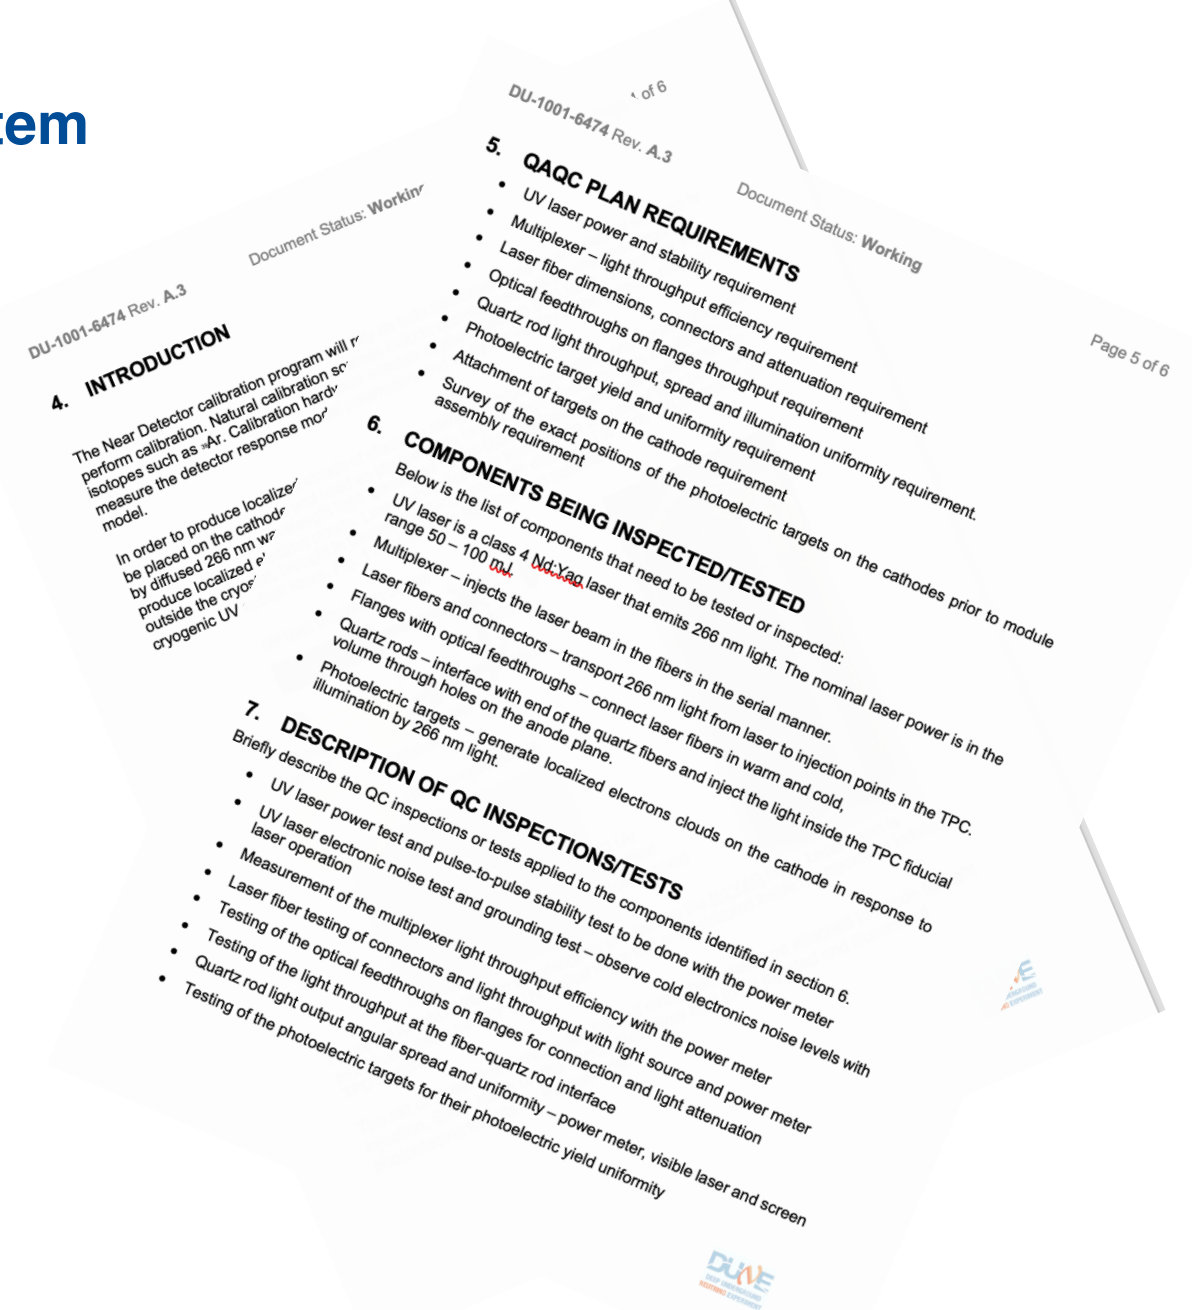 tem
DU-1001-6474 Rev. A.3
Document Status: Working
4. INTRODUCTION
The Near Detector calibration program will
perform calibration. Natural calibration
isotopes such as Ar. Calibration
measure the detector response
model.
In order to produce
be placed on the
by diffused 266 nm
produce localized
outside the
cryogenic UV
of 6
DU-1001-6474 Rev. A.3
Document Status: Working
Page 5 of 6
5. QAQC PLAN REQUIREMENTS
• UV laser power and stability requirement
• Multiplexer – light throughput efficiency requirement
• Laser fiber dimensions, connectors and attenuation requirement
• Optical feedthroughs on flanges throughput requirement
• Quartz rod light throughput, spread and illumination uniformity requirement.
• Photoelectric target yield and uniformity requirement
• Attachment of targets on the cathode requirement
• Survey of the exact positions of the photoelectric targets on the cathodes prior to module
assembly requirement
6. COMPONENTS BEING INSPECTED/TESTED
Below is the list of components that need to be tested or inspected:
• UV laser is a class 4 Nd:Yag laser that emits 266 nm light. The nominal laser power is in the
range 50 – 100 mJ.
• Multiplexer – injects the laser beam in the fibers in the serial manner.
• Laser fibers and connectors – transport 266 nm light from laser to injection points in the TPC.
• Flanges with optical feedthroughs – connect laser fibers in warm and cold,
• Quartz rods – interface with end of the quartz fibers and inject the light inside the TPC fiducial
volume through holes on the anode plane.
• Photoelectric targets – generate localized electrons clouds on the cathode in response to
illumination by 266 nm light.
7. DESCRIPTION OF QC INSPECTIONS/TESTS
Briefly describe the QC inspections or tests applied to the components identified in section 6.
• UV laser power test and pulse-to-pulse stability test to be done with the power meter
• UV laser electronic noise test and grounding test – observe cold electronics noise levels with
laser operation
• Measurement of the multiplexer light throughput efficiency with the power meter
• Laser fiber testing of connectors and light throughput with light source and power meter
• Testing of the optical feedthroughs on flanges for connection and light attenuation
• Testing of the light throughput at the fiber-quartz rod interface
• Quartz rod light output angular spread and uniformity – power meter, visible laser and screen
• Testing of the photoelectric targets for their photoelectric yield uniformity
DUNE
DEEP UNDERGROUND
NEUTRINO EXPERIMENT